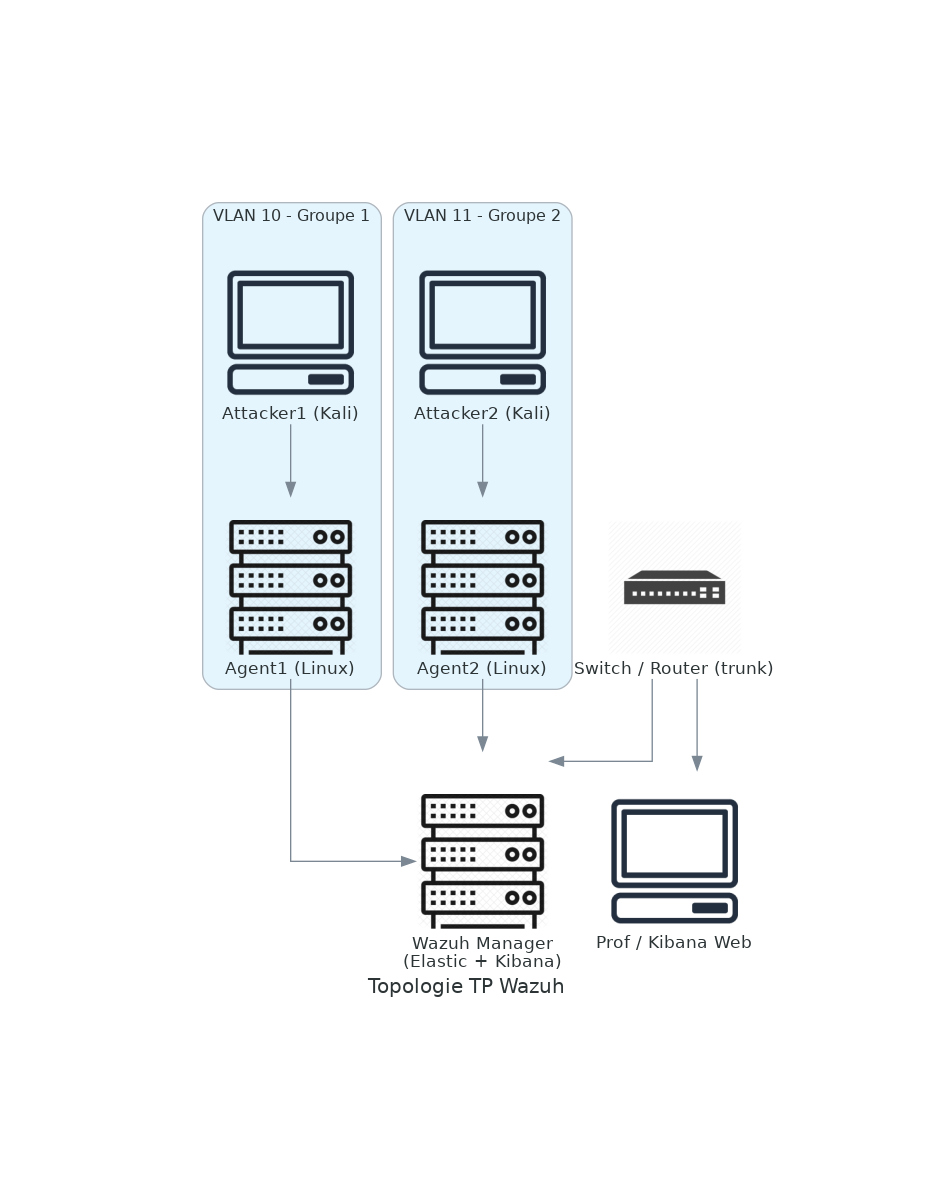 VLAN 10 - Groupe 1
VLAN 11 - Groupe 2
Attacker1 (Kali)
Attacker2 (Kali)
Agent1 (Linux)
Agent2 (Linux)
Switch / Router (trunk)
Wazuh Manager
(Elastic + Kibana)
Prof / Kibana Web
Topologie TP Wazuh